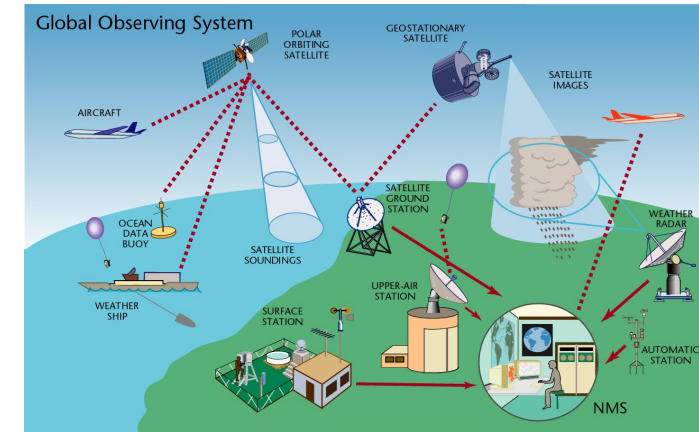 Global Observing System
POLAR
ORBITING
SATELLITE
GEOSTATIONARY
SATELLITE
SATELLITE
IMAGES
AIRCRAFT
OCEAN
DATA
BUOY
SATELLITE
SOUNDINGS
SATELLITE
GROUND
STATION
WEATHER
RADAR
WEATHER
SHIP
SURFACE
STATION
UPPER-AIR
STATION
AUTOMATIC
STATION
NMS